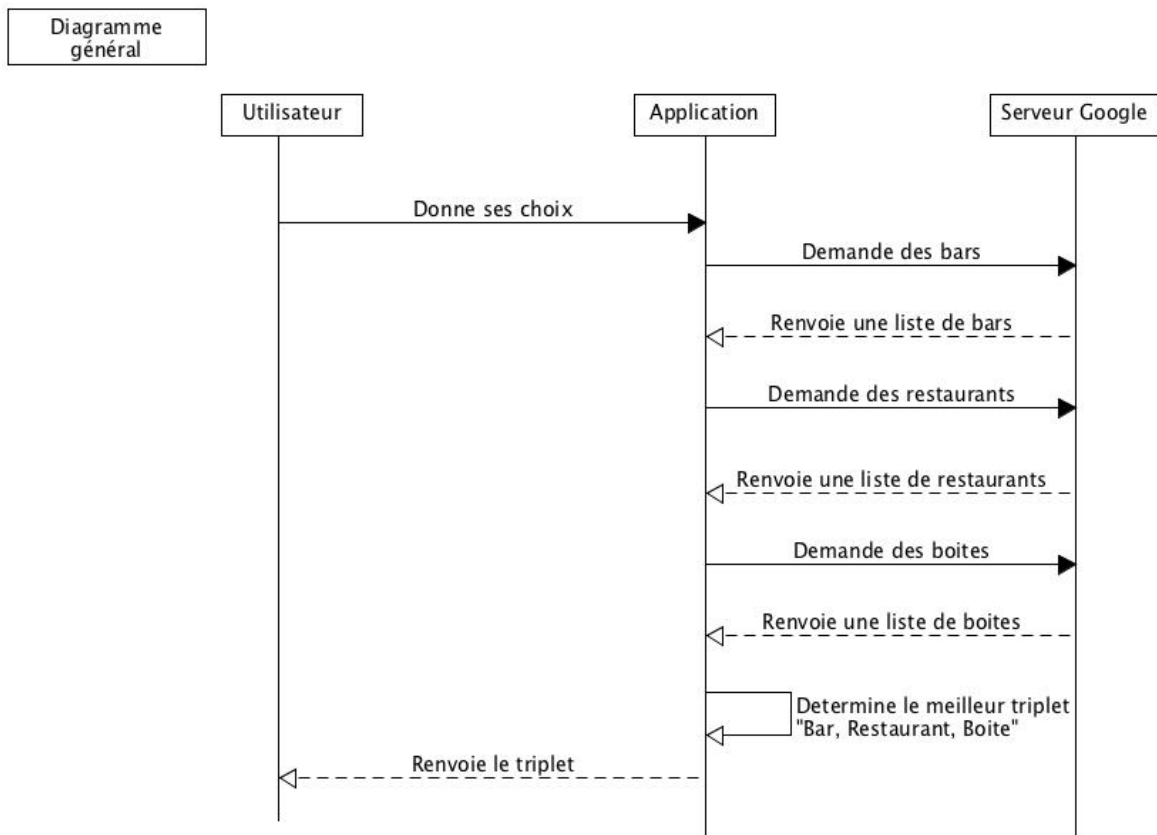 Diagramme
général
Utilisateur
Application
Serveur Google
Donne ses choix
Demande des bars
Renvoie une liste de bars
Demande des restaurants
Renvoie une liste de restaurants
Demande des boites
Renvoie une liste de boites
Determine le meilleur triplet
"Bar, Restaurant, Boite"
Renvoie le triplet